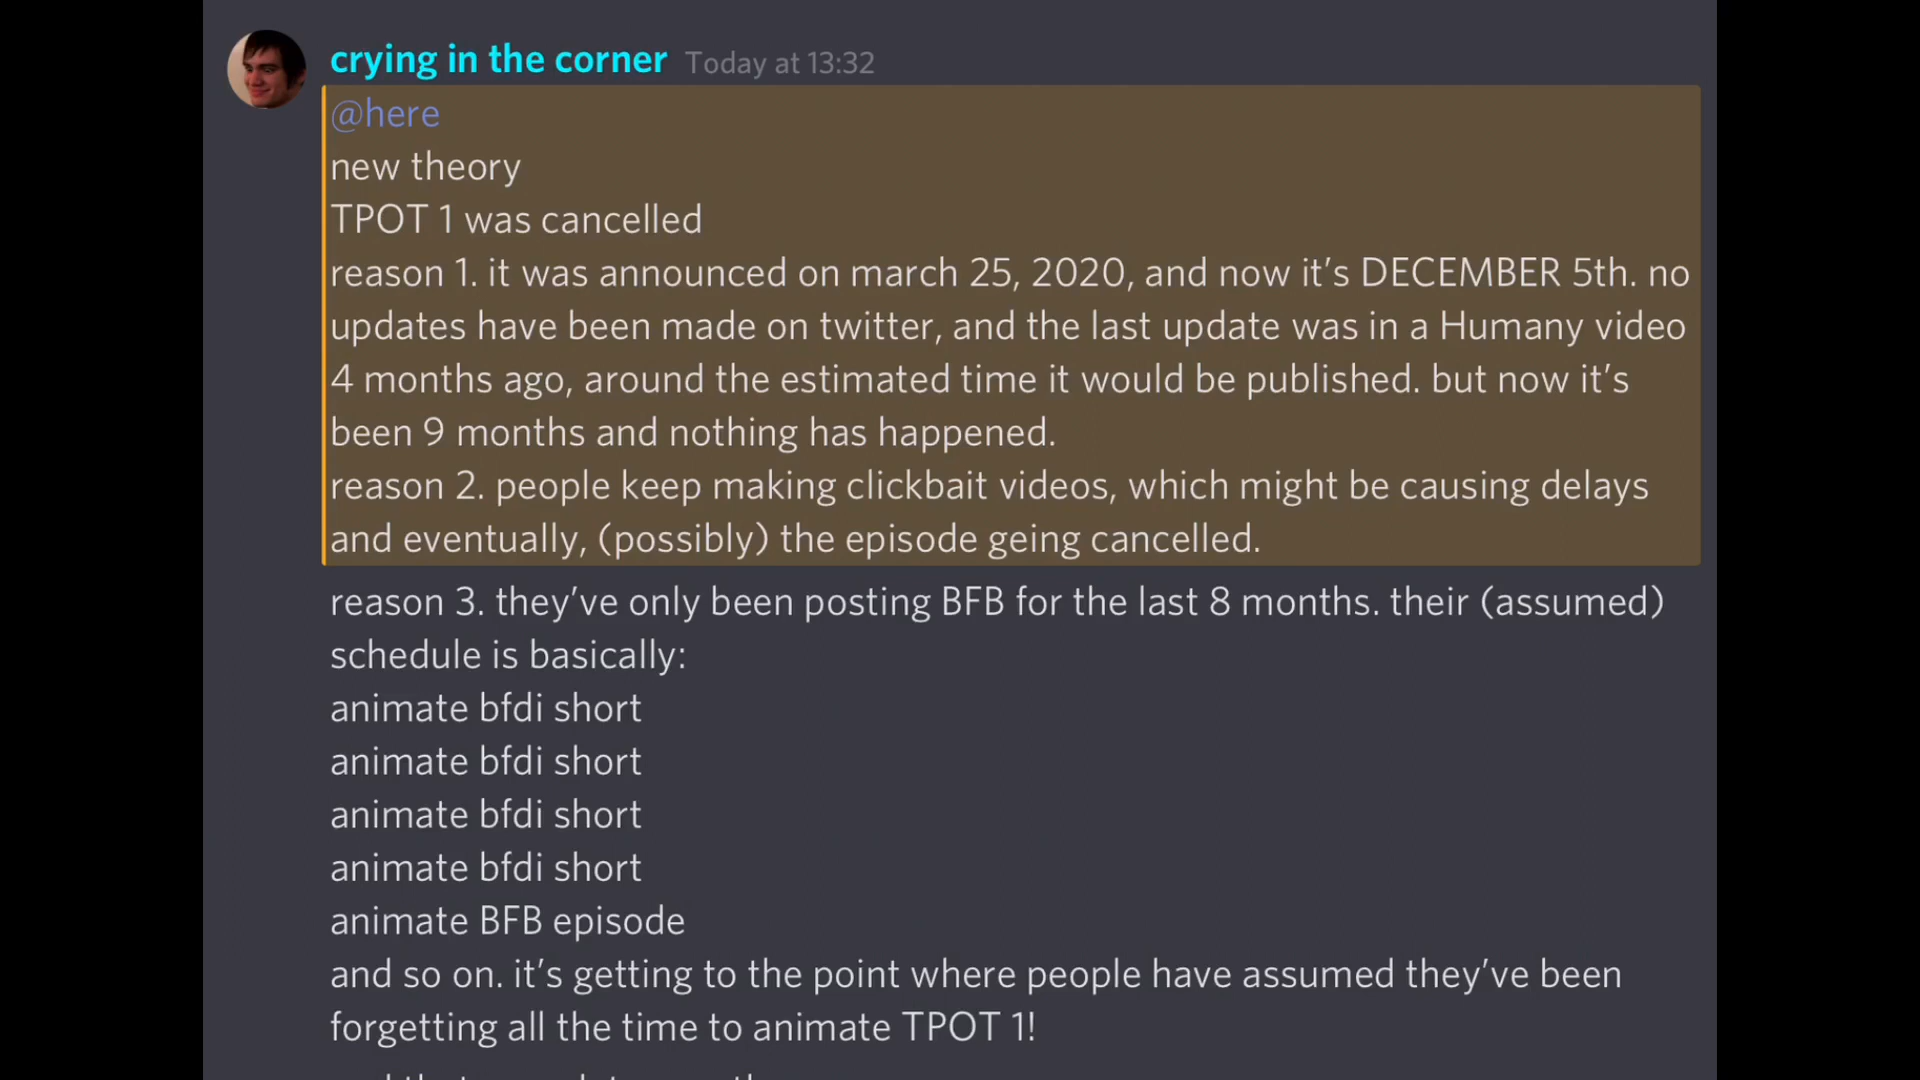 crying in the corner Today at 13:32
@here
new theory
TPOT 1 was cancelled
reason 1. it was announced on march 25, 2020, and now it's DECEMBER 5th. no
updates have been made on twitter, and the last update was in a Humany video
4 months ago, around the estimated time it would be published. but now it's
been 9 months and nothing has happened.
reason 2. people keep making clickbait videos, which might be causing delays
and eventually, (possibly) the episode geing cancelled.
reason 3. they've only been posting BFB for the last 8 months. their (assumed)
schedule is basically:
animate bfdi short
animate bfdi short
animate bfdi short
animate bfdi short
animate BFB episode
and so on. it's getting to the point where people have assumed they've been
forgetting all the time to animate TPOT 1!